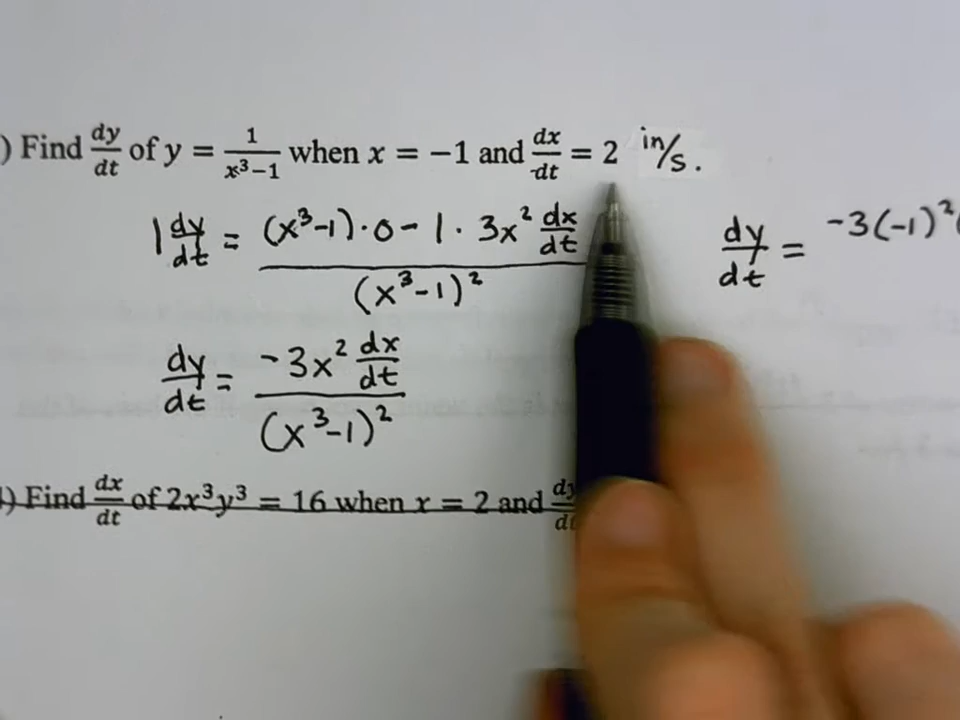 ) Find dy/dt of y = 1/(x³−1) when x = −1 and dx/dt = 2 in/s.
1 dy/dt = ((x³-1)·0 - 1·3x² dx/dt)/(x³-1)²
dy/dt = -3(-1)²(
dy/dt = (-3x² dx/dt)/(x³-1)²
) Find dx/dt of 2x³y³ = 16 when x = 2 and